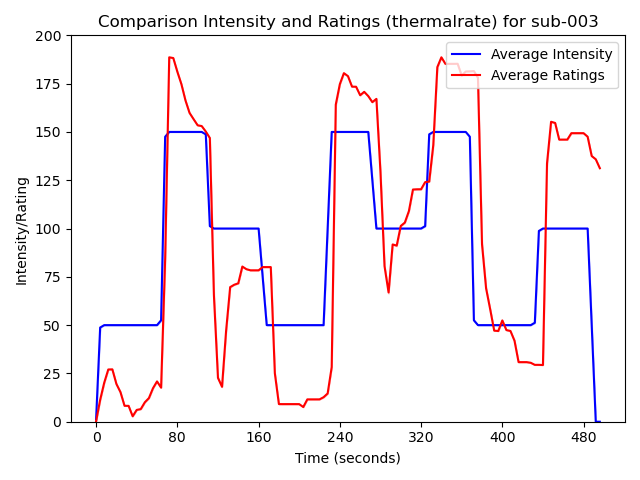 Comparison Intensity and Ratings (thermalrate) for sub-003
Average Intensity
Average Ratings
Intensity/Rating
200
175
150
125
100
75
50
25
0
0 80 160 240 320 400 480
Time (seconds)